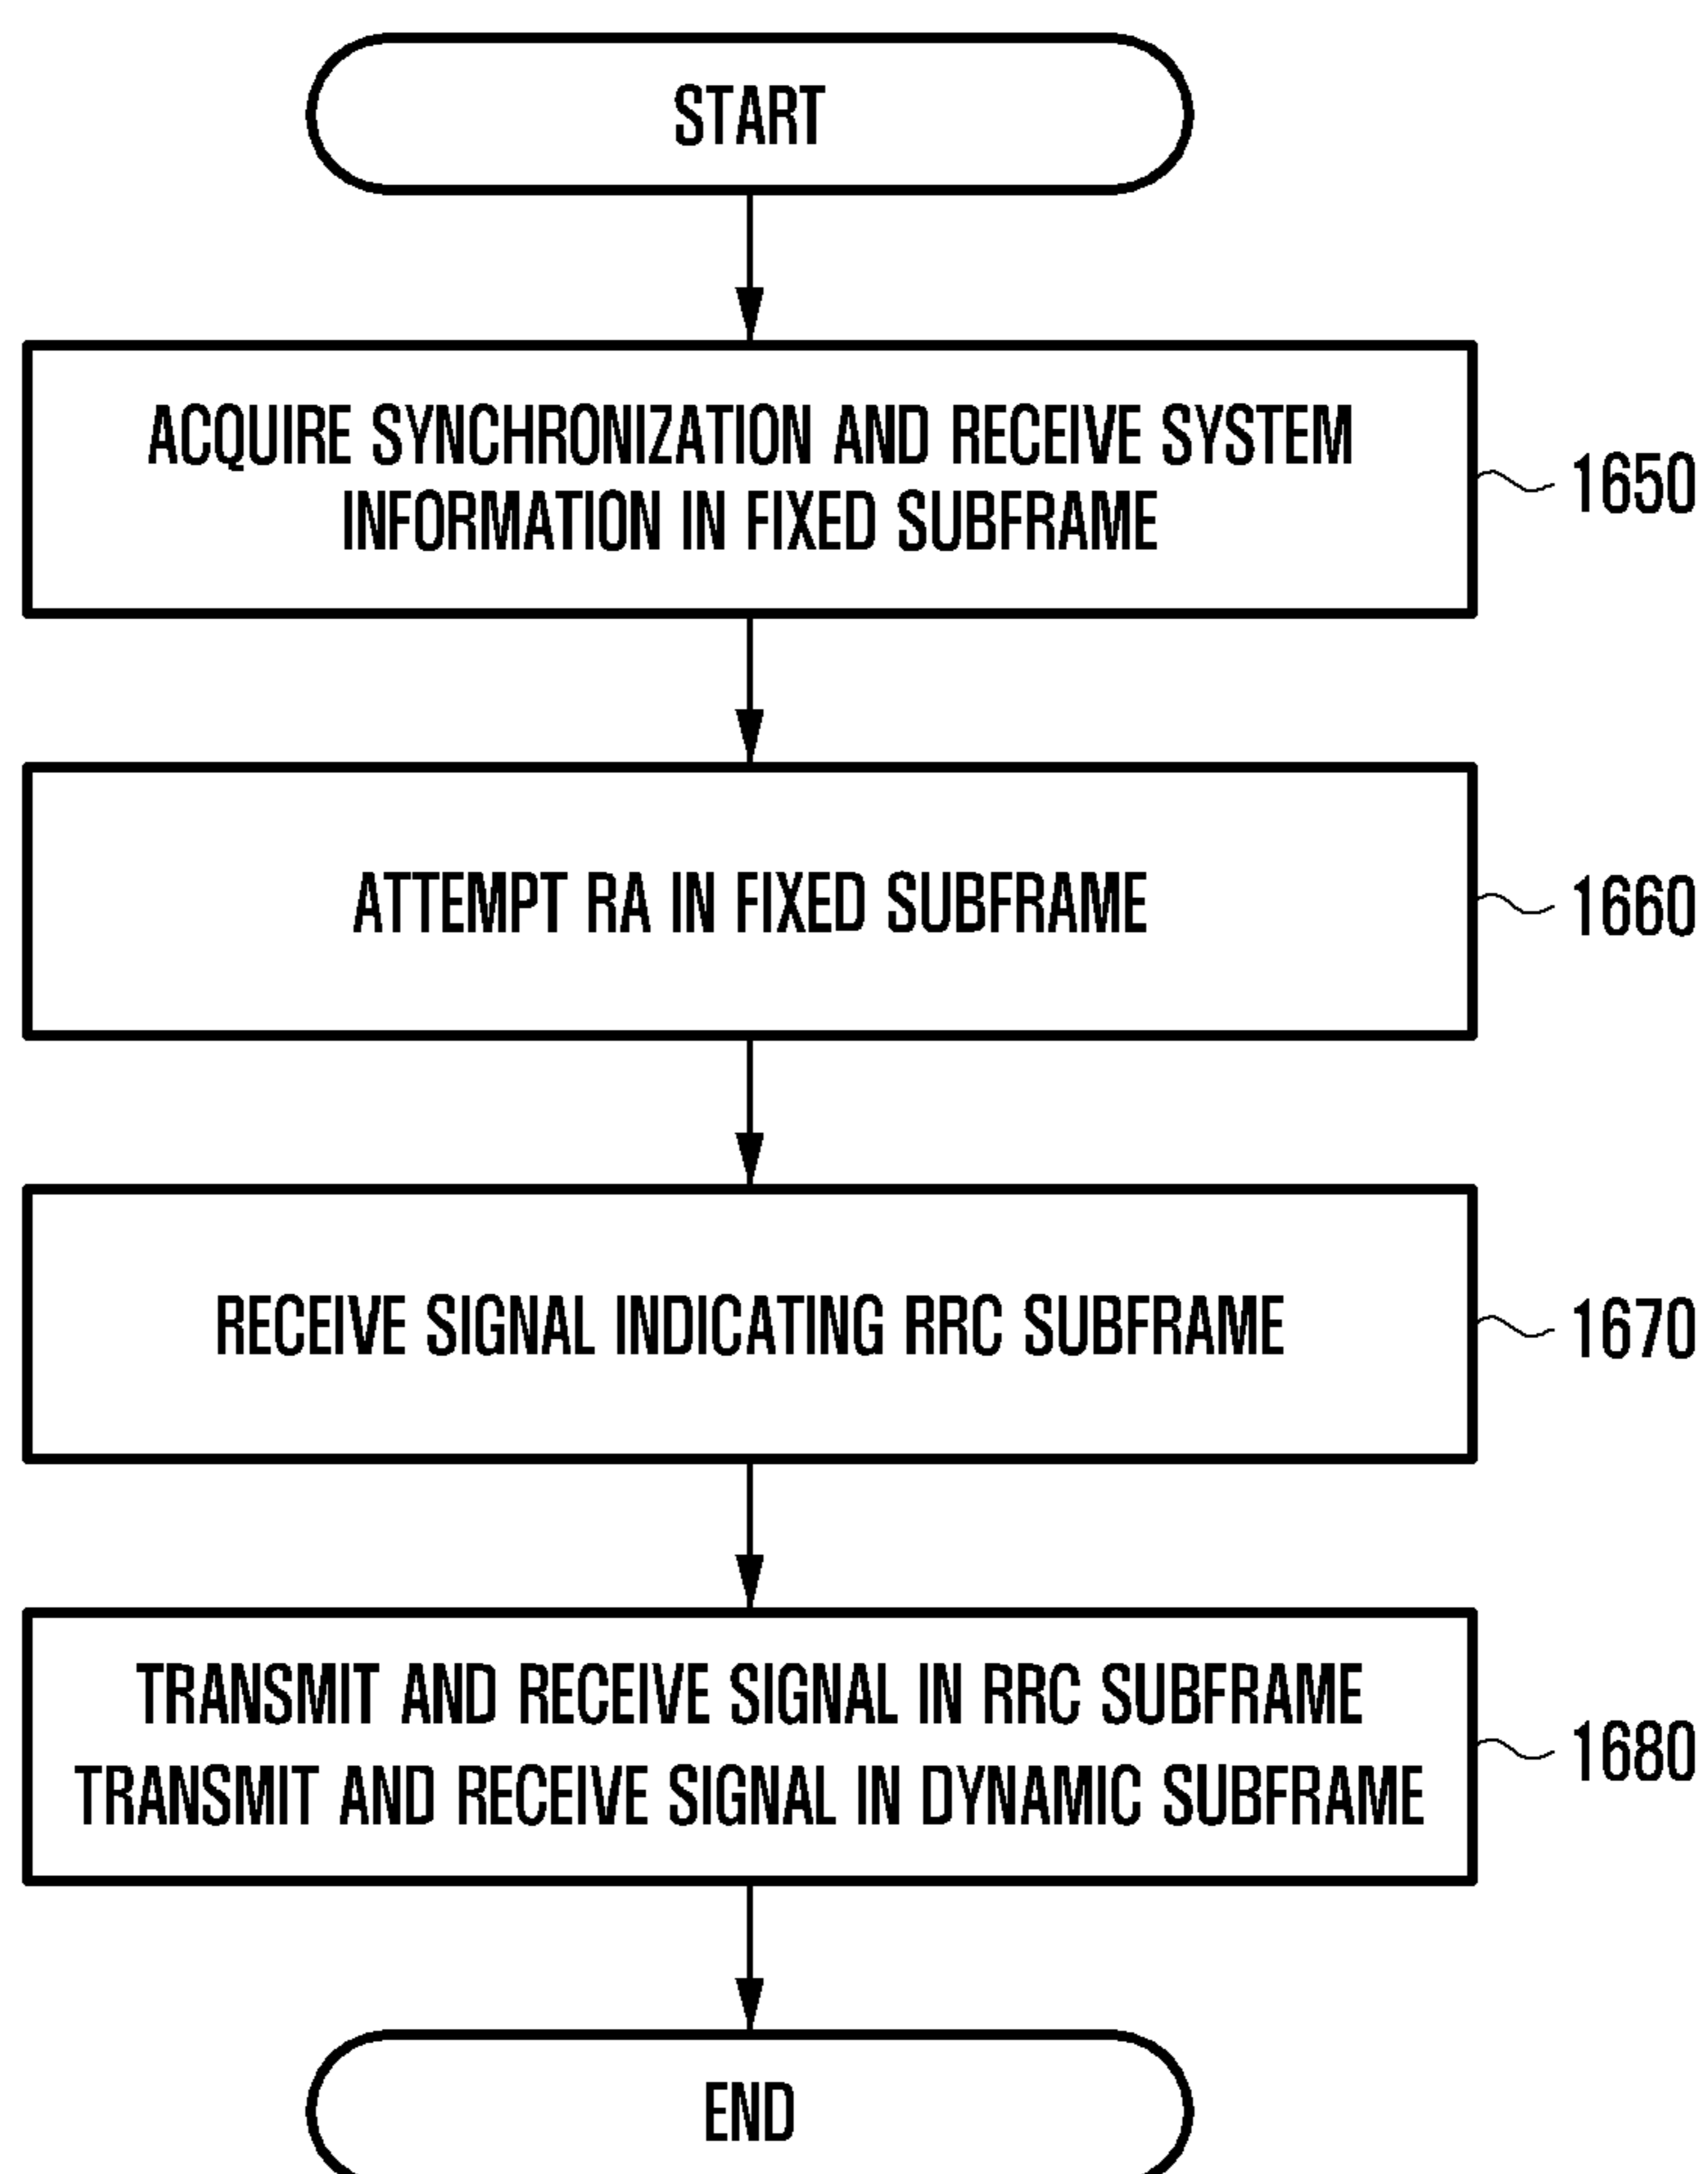 START
ACQUIRE SYNCHRONIZATION AND RECEIVE SYSTEM
INFORMATION IN FIXED SUBFRAME
1650
ATTEMPT RA IN FIXED SUBFRAME
1660
RECEIVE SIGNAL INDICATING RRC SUBFRAME
1670
TRANSMIT AND RECEIVE SIGNAL IN RRC SUBFRAME
TRANSMIT AND RECEIVE SIGNAL IN DYNAMIC SUBFRAME
1680
END